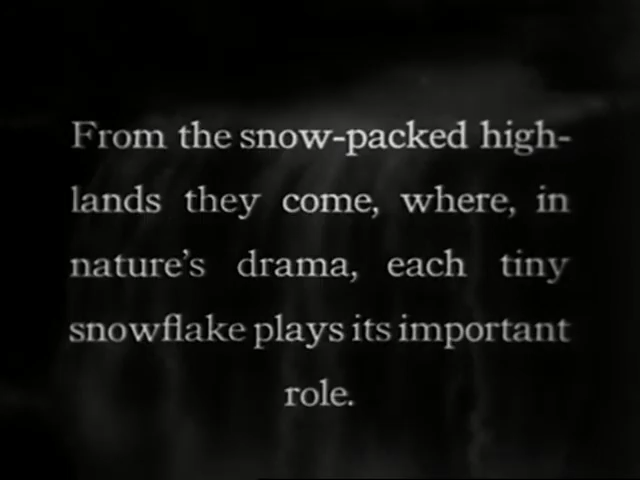 From the snow-packed high-
lands they come, where, in
nature's drama, each tiny
snowflake plays its important
role.